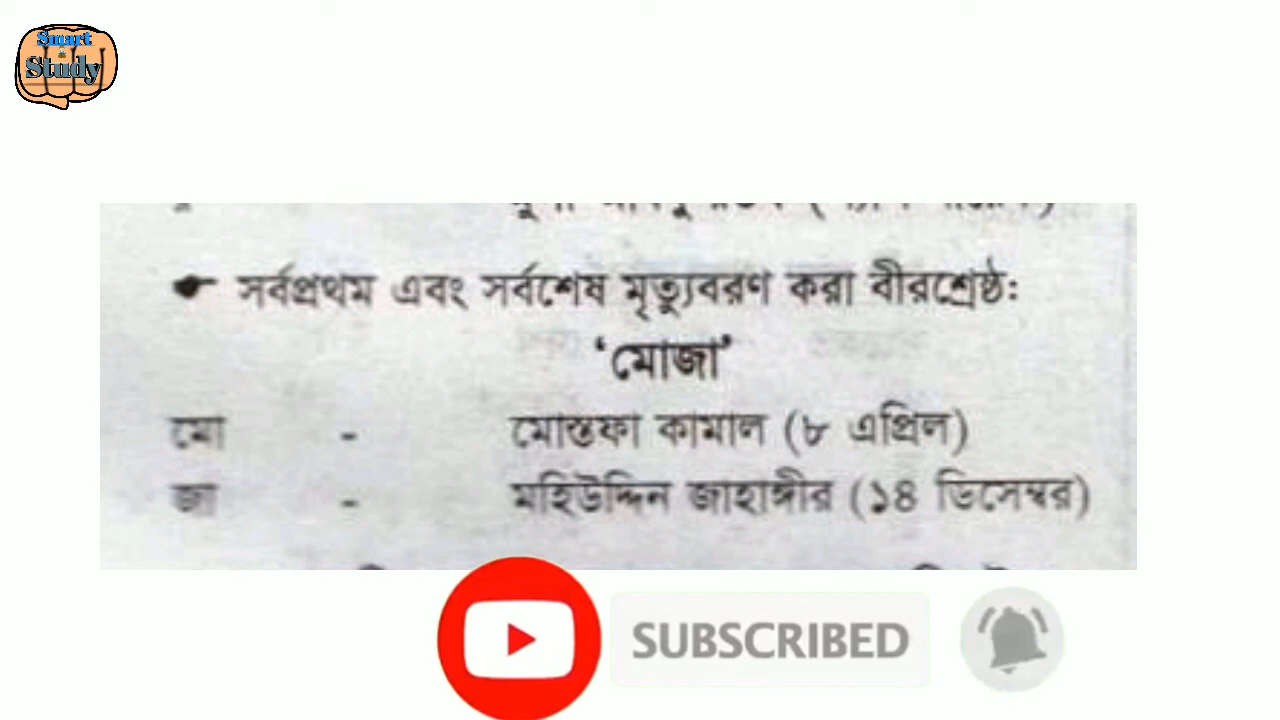 Smart
Study
☛ সর্বপ্রথম এবং সর্বশেষ মৃত্যুবরণ করা বীরশ্রেষ্ঠঃ
‘মোজা’
মো - মোস্তফা কামাল (৮ এপ্রিল)
জা - মহিউদ্দিন জাহাঙ্গীর (১৪ ডিসেম্বর)
SUBSCRIBED